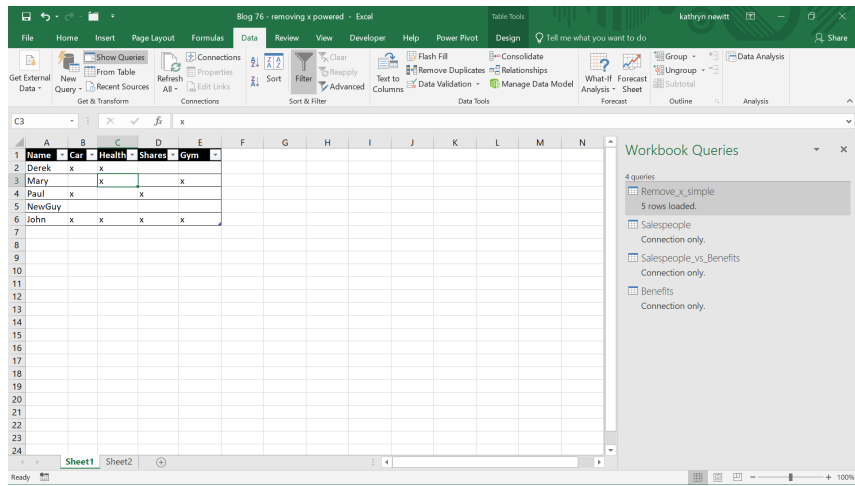 Blog 76 - removing x powered - Excel Table Tools kathryn newitt
File Home Insert Page Layout Formulas Data Review View Developer Help Power Pivot Design Tell me what you want to do Share
Get External Data New Query Show Queries From Table Recent Sources Refresh All Connections Properties Edit Links Sort Filter Clear Reapply Advanced Text to Columns Flash Fill Remove Duplicates Data Validation Consolidate Relationships Manage Data Model What-If Analysis Forecast Sheet Group Ungroup Subtotal Data Analysis
Get & Transform Connections Sort & Filter Data Tools Forecast Outline Analysis
C3 fx x
A B C D E F G H I J K L M N
1 Name Car Health Shares Gym
2 Derek x x
3 Mary x x
4 Paul x x
5 NewGuy
6 John x x x x
7
8
9
10
11
12
13
14
15
16
17
18
19
20
21
22
23
24
Workbook Queries
4 queries
Remove_x_simple
5 rows loaded.
Salespeople
Connection only.
Salespeople_vs_Benefits
Connection only.
Benefits
Connection only.
Sheet1 Sheet2
Ready 100%